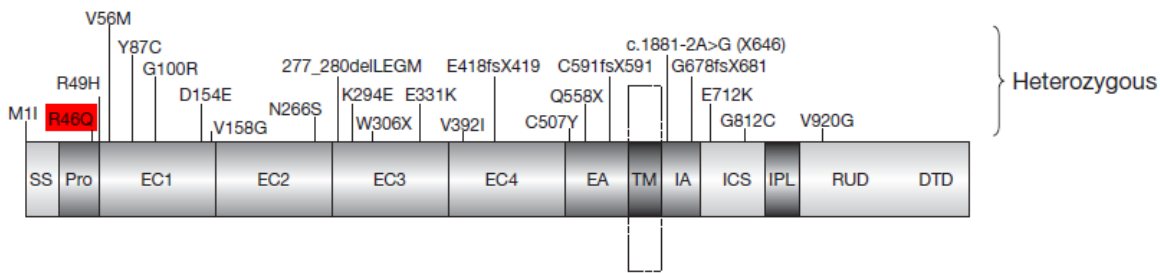 V56M
Y87C
c.1881-2A>G (X646)
G100R
277_280delLEGM
E418fsX419
C591fsX591
G678fsX681
Heterozygous
R49H
D154E
K294E
E331K
Q558X
E712K
M1I
R46Q
N266S
V158G
W306X
V392I
C507Y
G812C
V920G
SS Pro EC1 EC2 EC3 EC4 EA TM IA ICS IPL RUD DTD